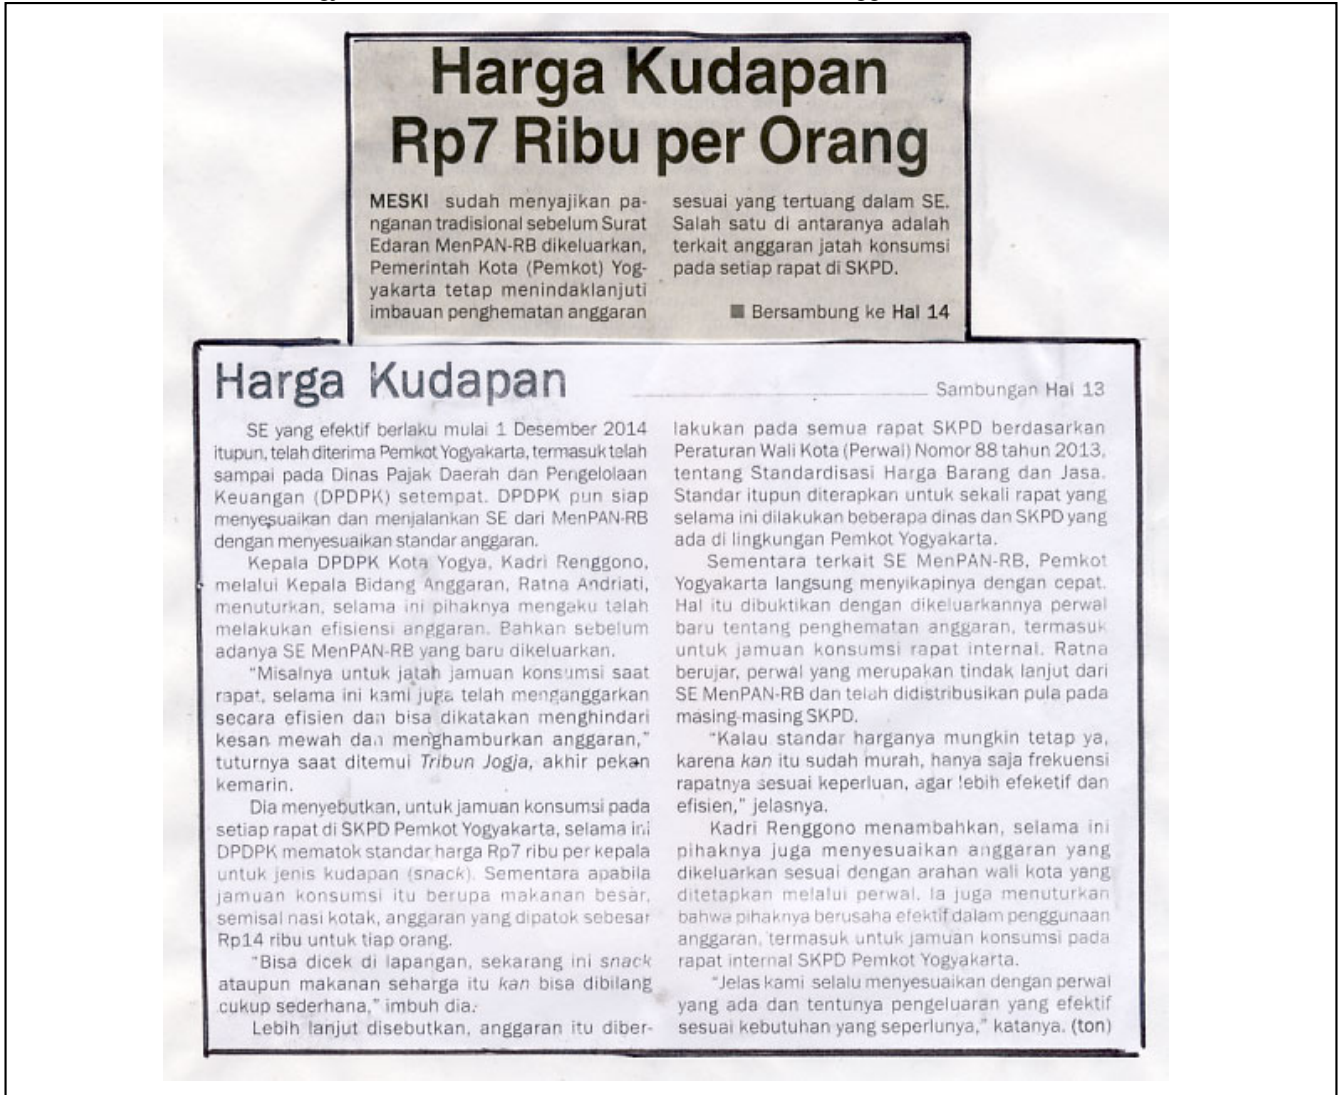 Harga Kudapan
Rp7 Ribu per Orang
MESKI sudah menyajikan pa-
nganan tradisional sebelum Surat
Edaran MenPAN-RB dikeluarkan,
Pemerintah Kota (Pemkot) Yog-
yakarta tetap menindaklanjuti
imbauan penghematan anggaran
sesuai yang tertuang dalam SE.
Salah satu di antaranya adalah
terkait anggaran jatah konsumsi
pada setiap rapat di SKPD.
■ Bersambung ke Hal 14
Harga Kudapan
Sambungan Hal 13
SE yang efektif berlaku mulai 1 Desember 2014
itupun, telah diterima Pemkot Yogyakarta, termasuk telah
sampai pada Dinas Pajak Daerah dan Pengelolaan
Keuangan (DPDPK) setempat. DPDPK pun siap
menyesuaikan dan menjalankan SE dari MenPAN-RB
dengan menyesuaikan standar anggaran.
Kepala DPDPK Kota Yogya, Kadri Renggono,
melalui Kepala Bidang Anggaran, Ratna Andriati,
menuturkan, selama ini pihaknya mengaku telah
melakukan efisiensi anggaran. Bahkan sebelum
adanya SE MenPAN-RB yang baru dikeluarkan.
"Misalnya untuk jatah jamuan konsumsi saat
rapat, selama ini kami juga telah menganggarkan
secara efisien dan bisa dikatakan menghindari
kesan mewah dan menghamburkan anggaran,"
tuturnya saat ditemui Tribun Jogja, akhir pekan
kemarin.
Dia menyebutkan, untuk jamuan konsumsi pada
setiap rapat di SKPD Pemkot Yogyakarta, selama ini
DPDPK mematok standar harga Rp7 ribu per kepala
untuk jenis kudapan (snack). Sementara apabila
jamuan konsumsi itu berupa makanan besar,
semisal nasi kotak, anggaran yang dipatok sebesar
Rp14 ribu untuk tiap orang.
"Bisa dicek di lapangan, sekarang ini snack
ataupun makanan seharga itu kan bisa dibilang
cukup sederhana," imbuh dia.
Lebih lanjut disebutkan, anggaran itu diber-
lakukan pada semua rapat SKPD berdasarkan
Peraturan Wali Kota (Perwal) Nomor 88 tahun 2013,
tentang Standardisasi Harga Barang dan Jasa.
Standar itupun diterapkan untuk sekali rapat yang
selama ini dilakukan beberapa dinas dan SKPD yang
ada di lingkungan Pemkot Yogyakarta.
Sementara terkait SE MenPAN-RB, Pemkot
Yogyakarta langsung menyikapinya dengan cepat.
Hal itu dibuktikan dengan dikeluarkannya perwal
baru tentang penghematan anggaran, termasuk
untuk jamuan konsumsi rapat internal. Ratna
berujar, perwal yang merupakan tindak lanjut dari
SE MenPAN-RB dan telah didistribusikan pula pada
masing-masing SKPD.
"Kalau standar harganya mungkin tetap ya,
karena kan itu sudah murah, hanya saja frekuensi
rapatnya sesuai keperluan, agar lebih efeketif dan
efisien," jelasnya.
Kadri Renggono menambahkan, selama ini
pihaknya juga menyesuaikan anggaran yang
dikeluarkan sesuai dengan arahan wali kota yang
ditetapkan melalui perwal. Ia juga menuturkan
bahwa pihaknya berusaha efektif dalam penggunaan
anggaran, termasuk untuk jamuan konsumsi pada
rapat internal SKPD Pemkot Yogyakarta.
"Jelas kami selalu menyesuaikan dengan perwal
yang ada dan tentunya pengeluaran yang efektif
sesuai kebutuhan yang seperlunya," katanya. (ton)